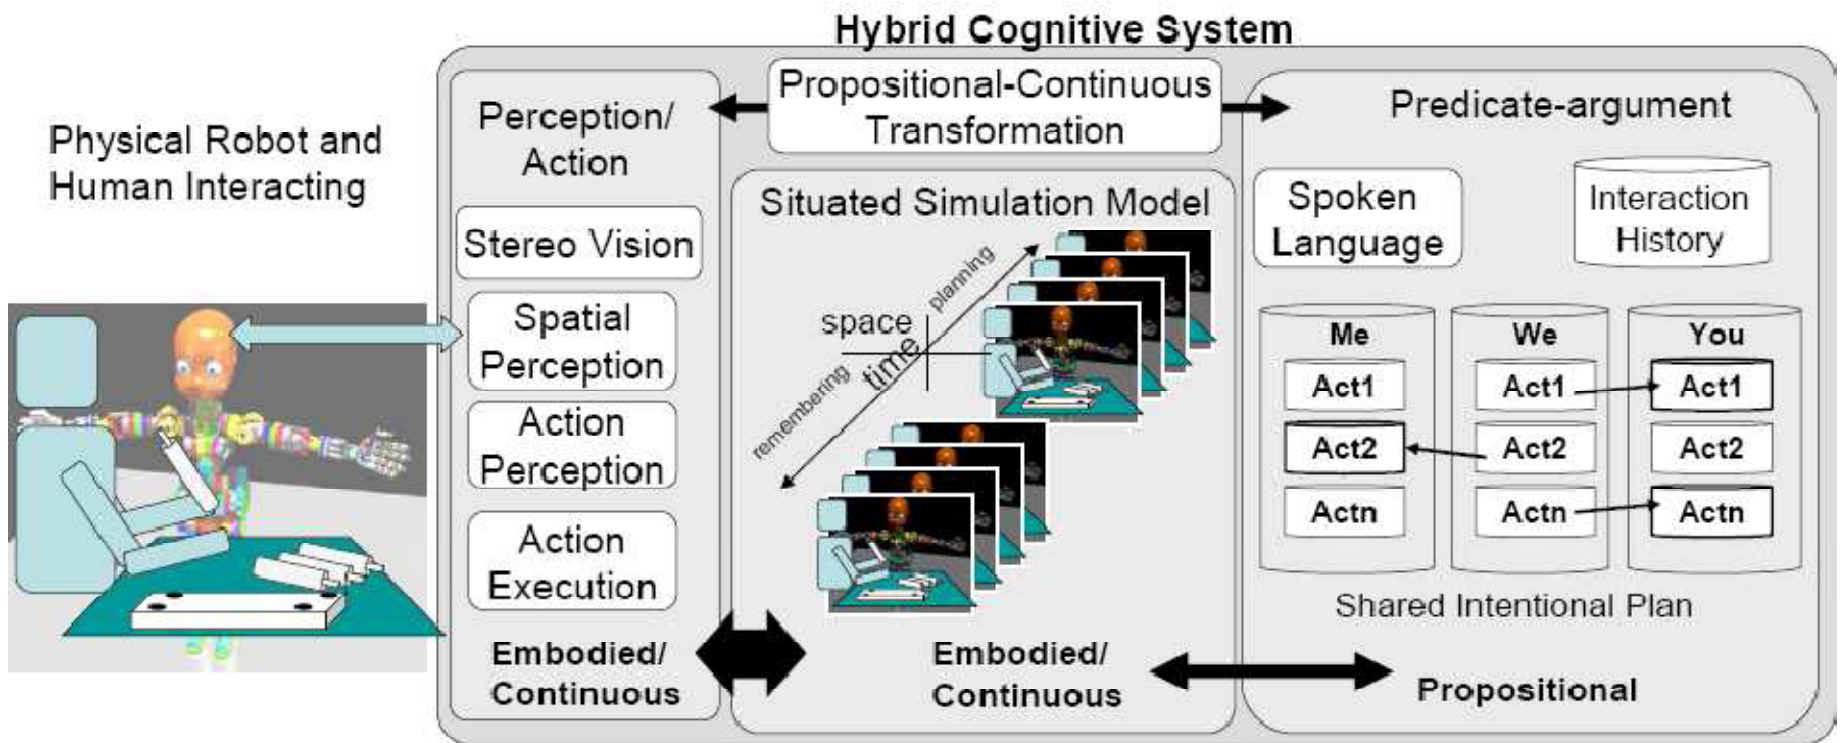 Hybrid Cognitive System
Physical Robot and
Human Interacting
Perception/
Action
Stereo Vision
Spatial
Perception
Action
Perception
Action
Execution
Embodied/
Continuous
Propositional-Continuous
Transformation
Situated Simulation Model
space
time
planning
remembering
Embodied/
Continuous
Predicate-argument
Spoken
Language
Interaction
History
Me
We
You
Act1
Act1
Act1
Act2
Act2
Act2
Actn
Actn
Actn
Shared Intentional Plan
Propositional